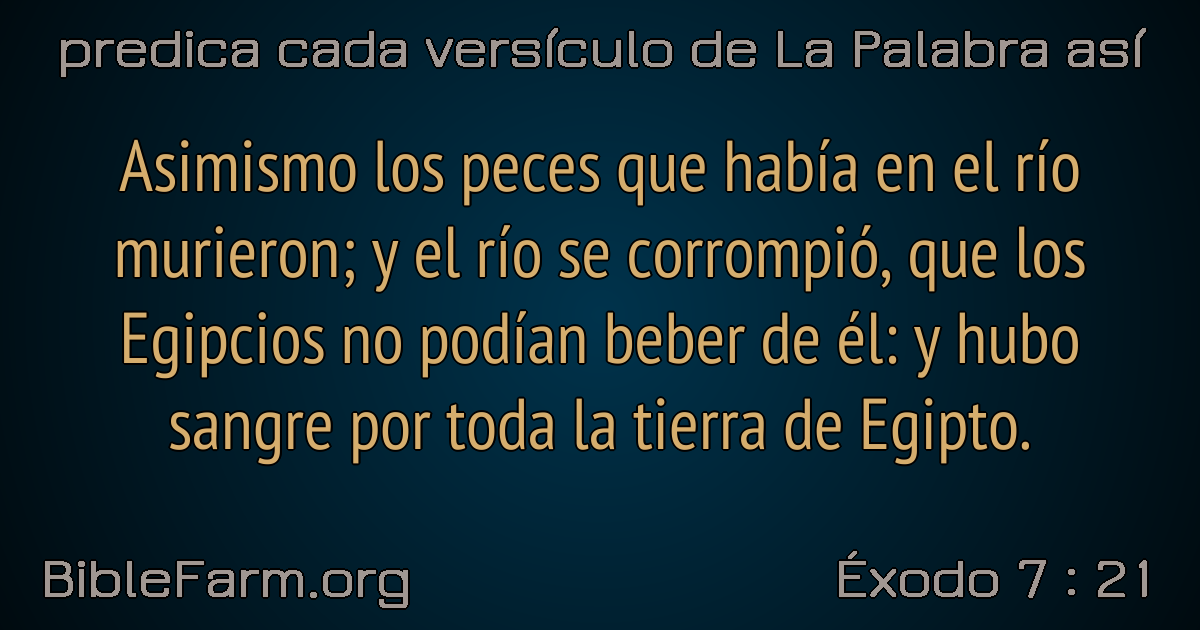 predica cada versículo de La Palabra así
Asimismo los peces que había en el río
murieron; y el río se corrompió, que los
Egipcios no podían beber de él: y hubo
sangre por toda la tierra de Egipto.
BibleFarm.org
Éxodo 7 : 21